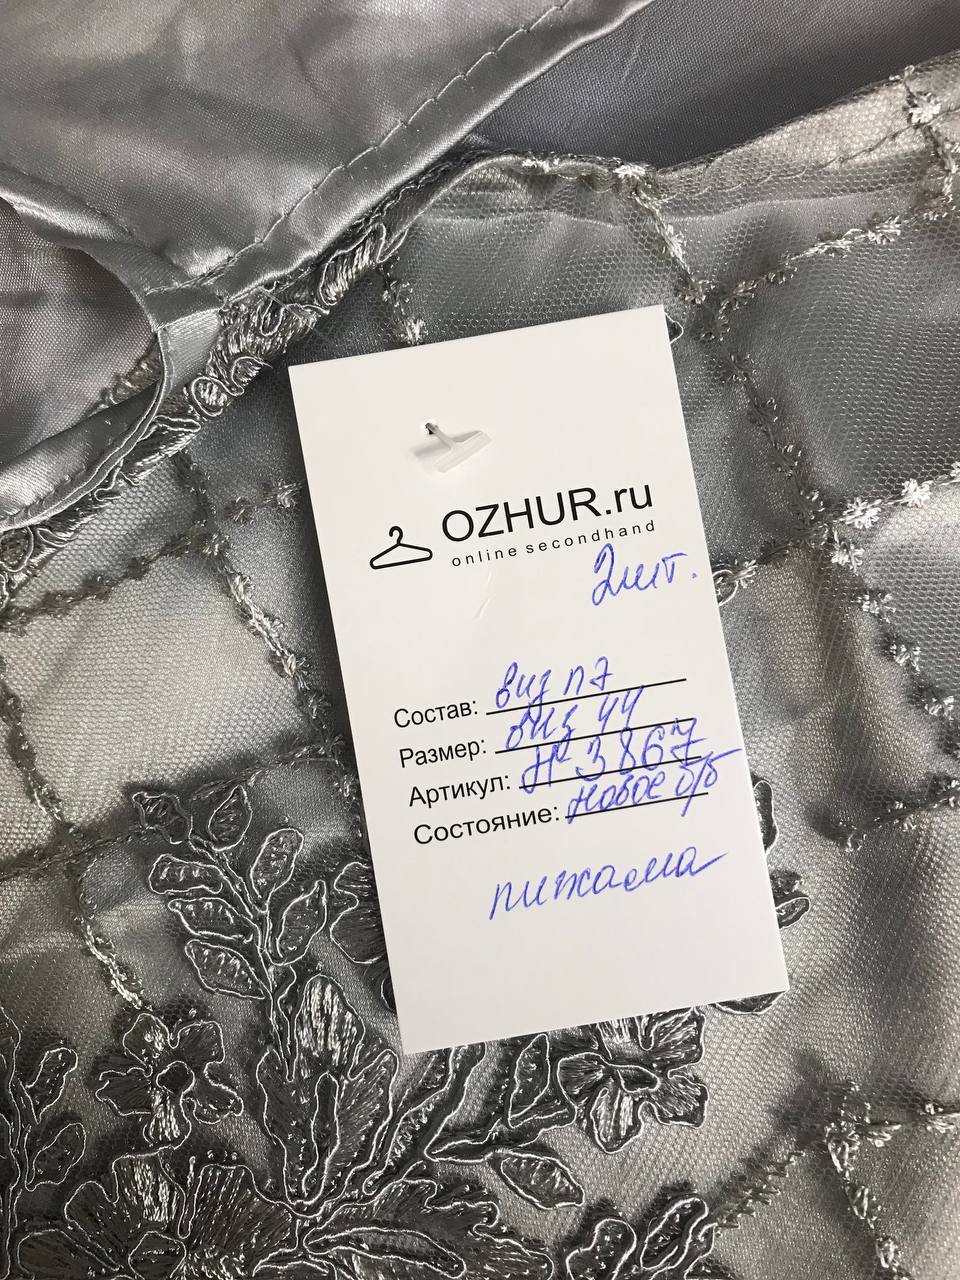 OZHUR.ru
online secondhand
2шт.
Состав: виз пэ
Размер: виз 44
Артикул: № 3867
Состояние: новое б/б
пижама